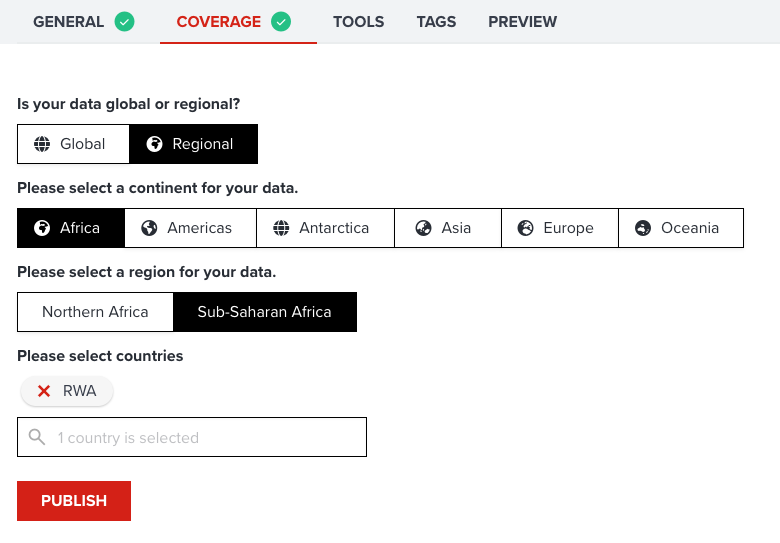 GENERAL COVERAGE TOOLS TAGS PREVIEW
Is your data global or regional?
Global Regional
Please select a continent for your data.
Africa Americas Antarctica Asia Europe Oceania
Please select a region for your data.
Northern Africa Sub-Saharan Africa
Please select countries
RWA
1 country is selected
PUBLISH